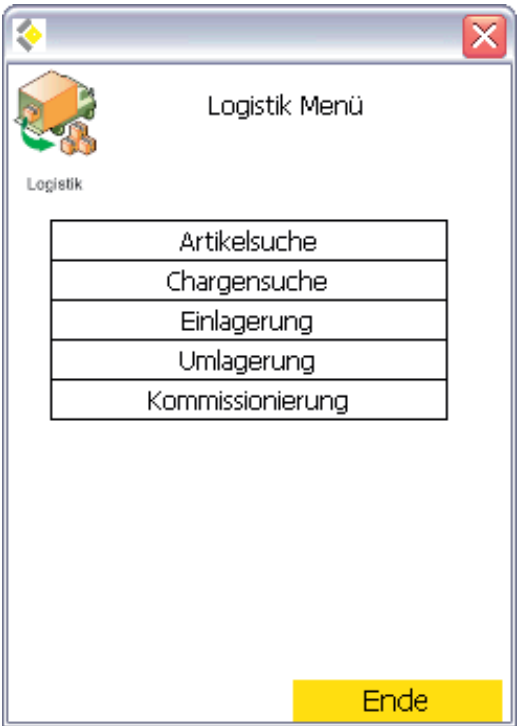 Logistik Menü
Logistik
Artikelsuche
Chargensuche
Einlagerung
Umlagerung
Kommissionierung
Ende